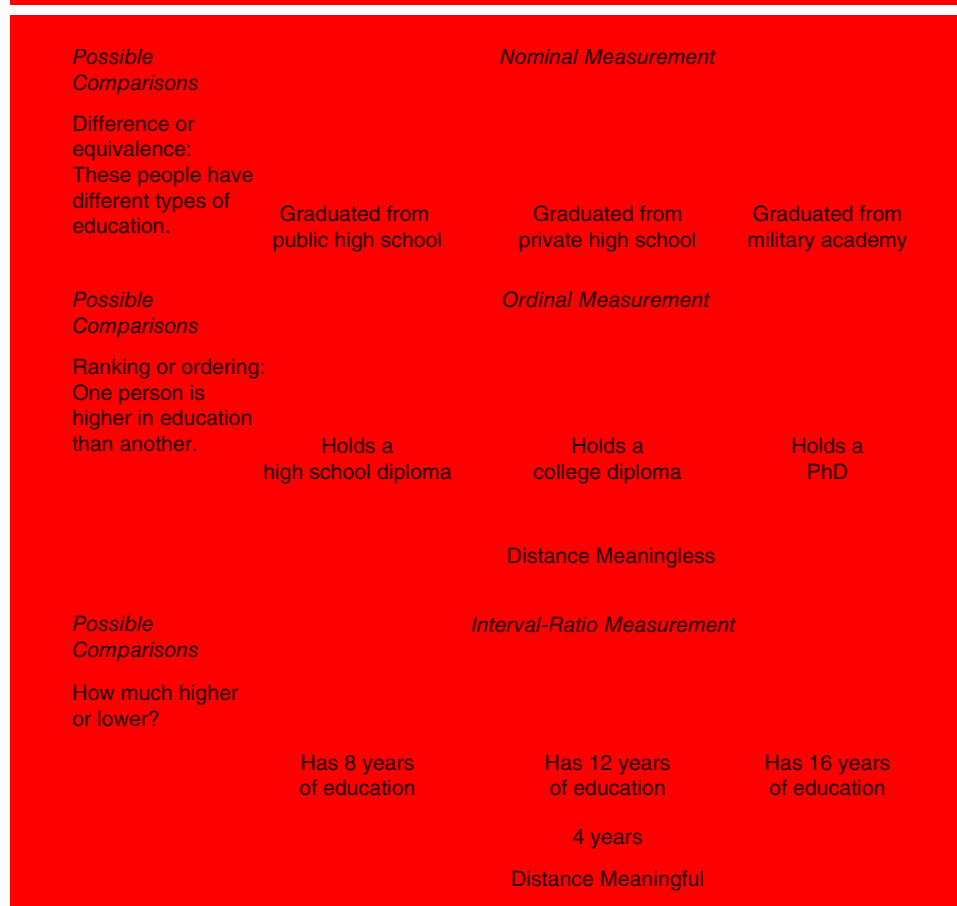 Possible
Comparisons
Nominal Measurement
Difference or
equivalence:
These people have
different types of
education.
Graduated from
public high school
Graduated from
private high school
Graduated from
military academy
Possible
Comparisons
Ordinal Measurement
Ranking or ordering:
One person is
higher in education
than another.
Holds a
high school diploma
Holds a
college diploma
Holds a
PhD
Distance Meaningless
Possible
Comparisons
Interval-Ratio Measurement
How much higher
or lower?
Has 8 years
of education
Has 12 years
of education
Has 16 years
of education
4 years
Distance Meaningful